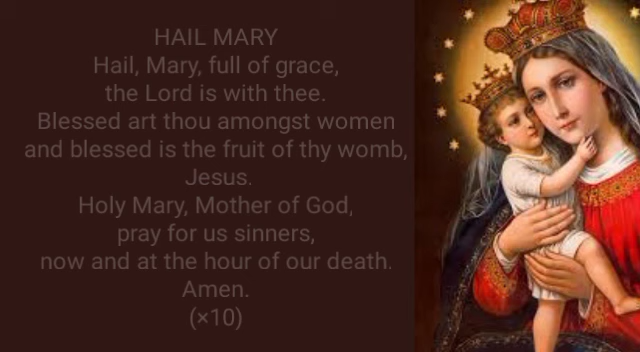 HAIL MARY
Hail, Mary, full of grace,
the Lord is with thee.
Blessed art thou amongst women
and blessed is the fruit of thy womb,
Jesus.
Holy Mary, Mother of God,
pray for us sinners,
now and at the hour of our death.
Amen.
(×10)